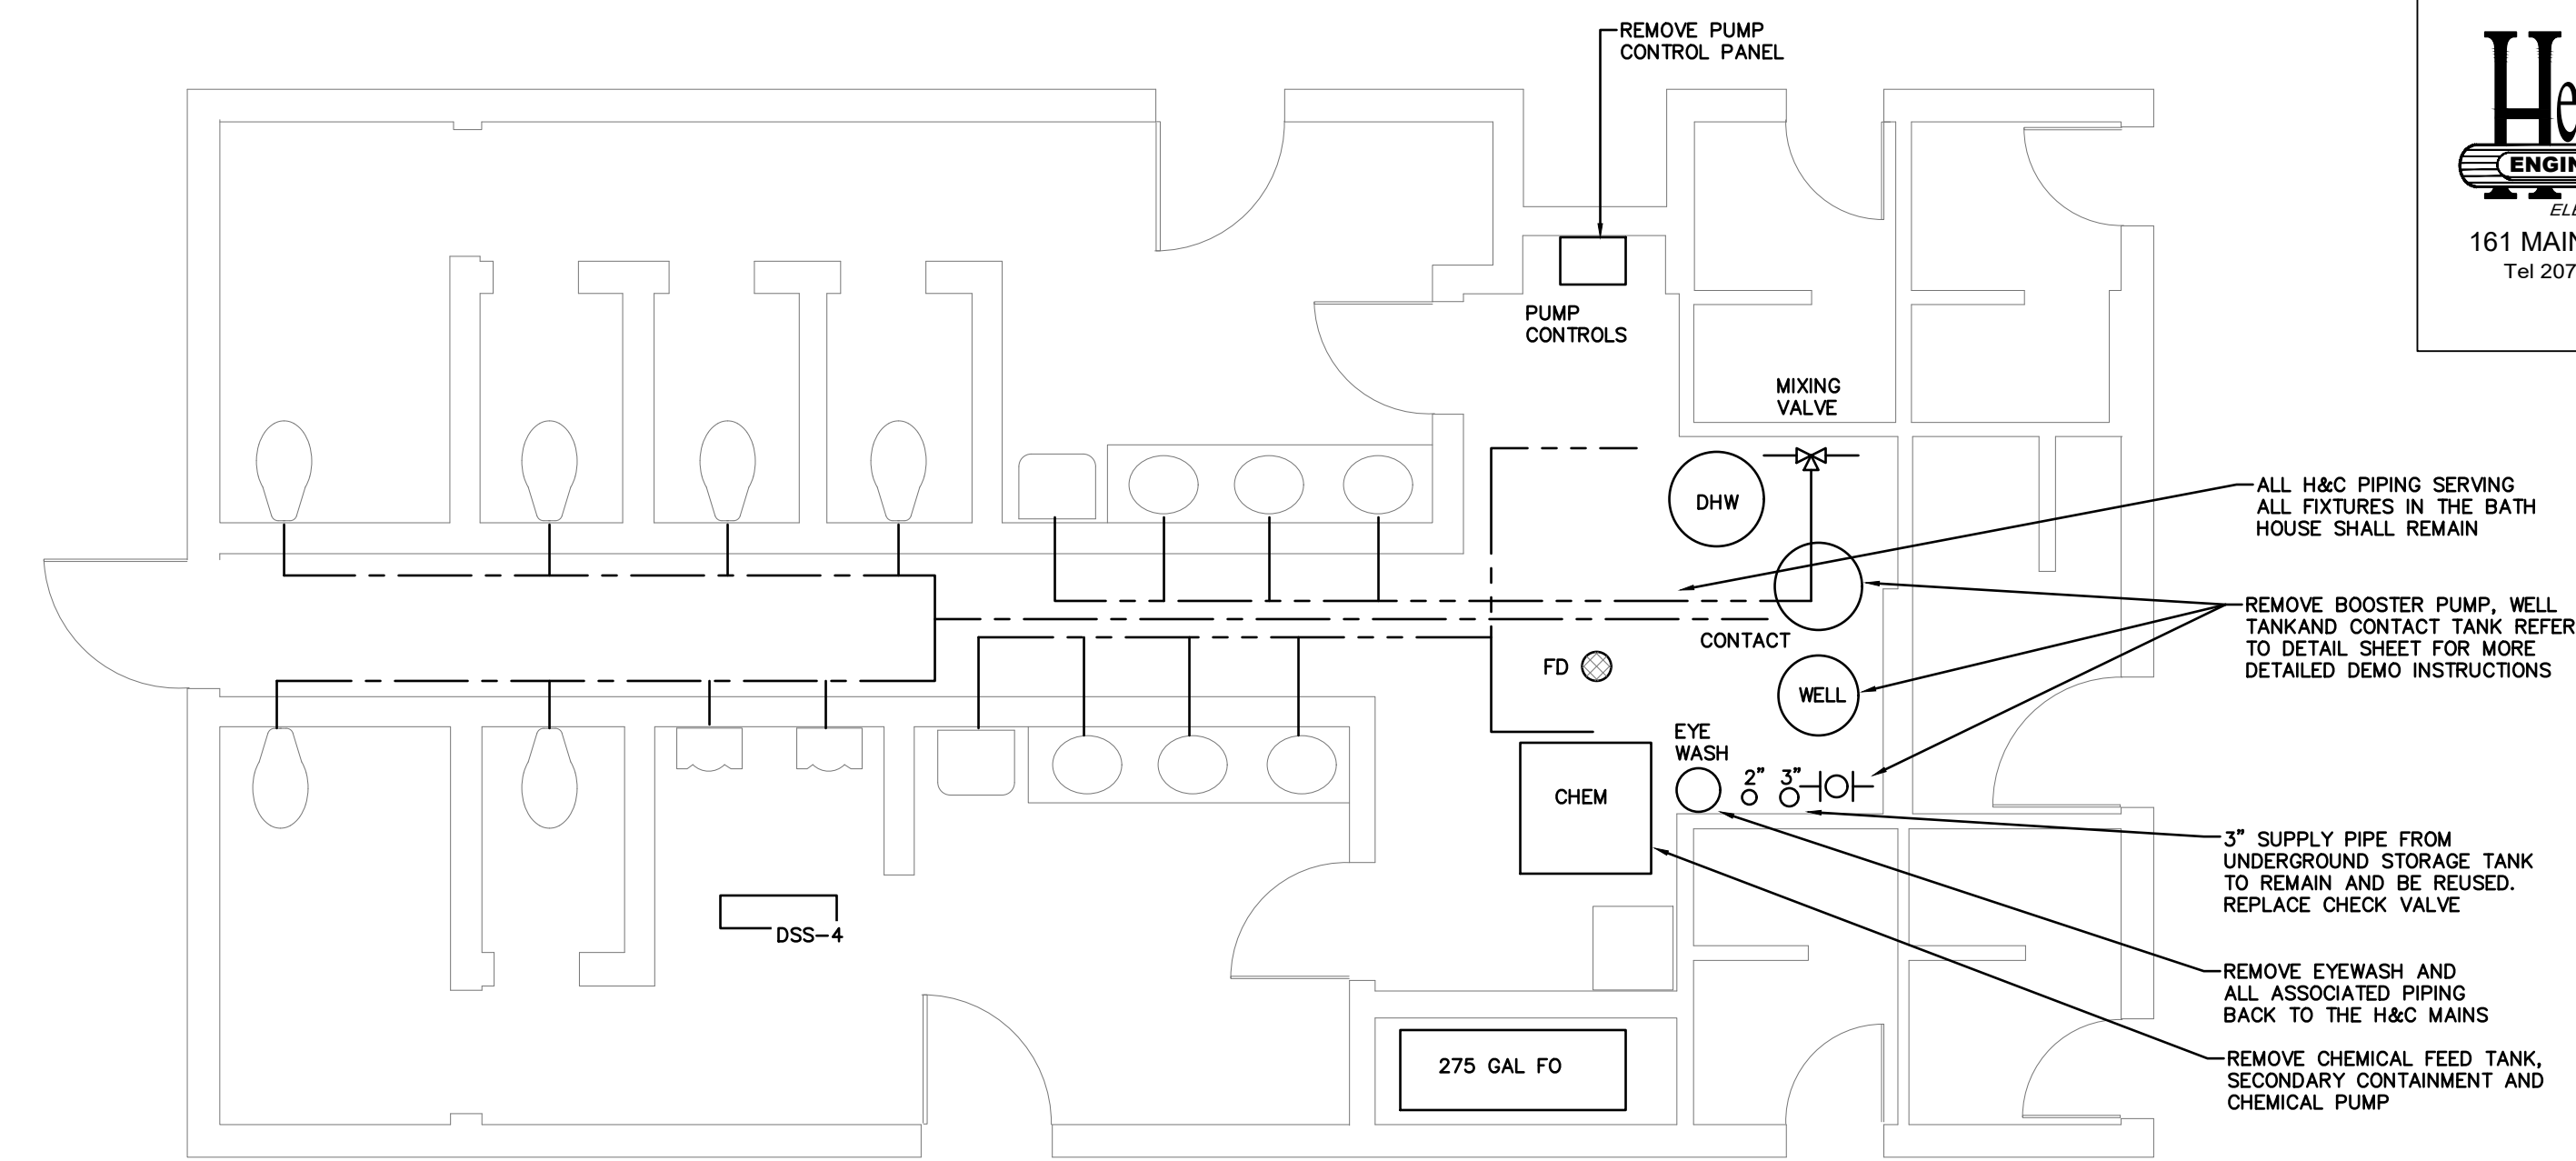 REMOVE PUMP
CONTROL PANEL
ENGIN
161 MAIN
Tel 207
PUMP
CONTROLS
MIXING
VALVE
DHW
ALL H&C PIPING SERVING
ALL FIXTURES IN THE BATH
HOUSE SHALL REMAIN
REMOVE BOOSTER PUMP, WELL
TANKAND CONTACT TANK REFER
TO DETAIL SHEET FOR MORE
DETAILED DEMO INSTRUCTIONS
CONTACT
FD
WELL
EYE
WASH
2" 3"
CHEM
3" SUPPLY PIPE FROM
UNDERGROUND STORAGE TANK
TO REMAIN AND BE REUSED.
REPLACE CHECK VALVE
DSS-4
REMOVE EYEWASH AND
ALL ASSOCIATED PIPING
BACK TO THE H&C MAINS
275 GAL FO
REMOVE CHEMICAL FEED TANK,
SECONDARY CONTAINMENT AND
CHEMICAL PUMP